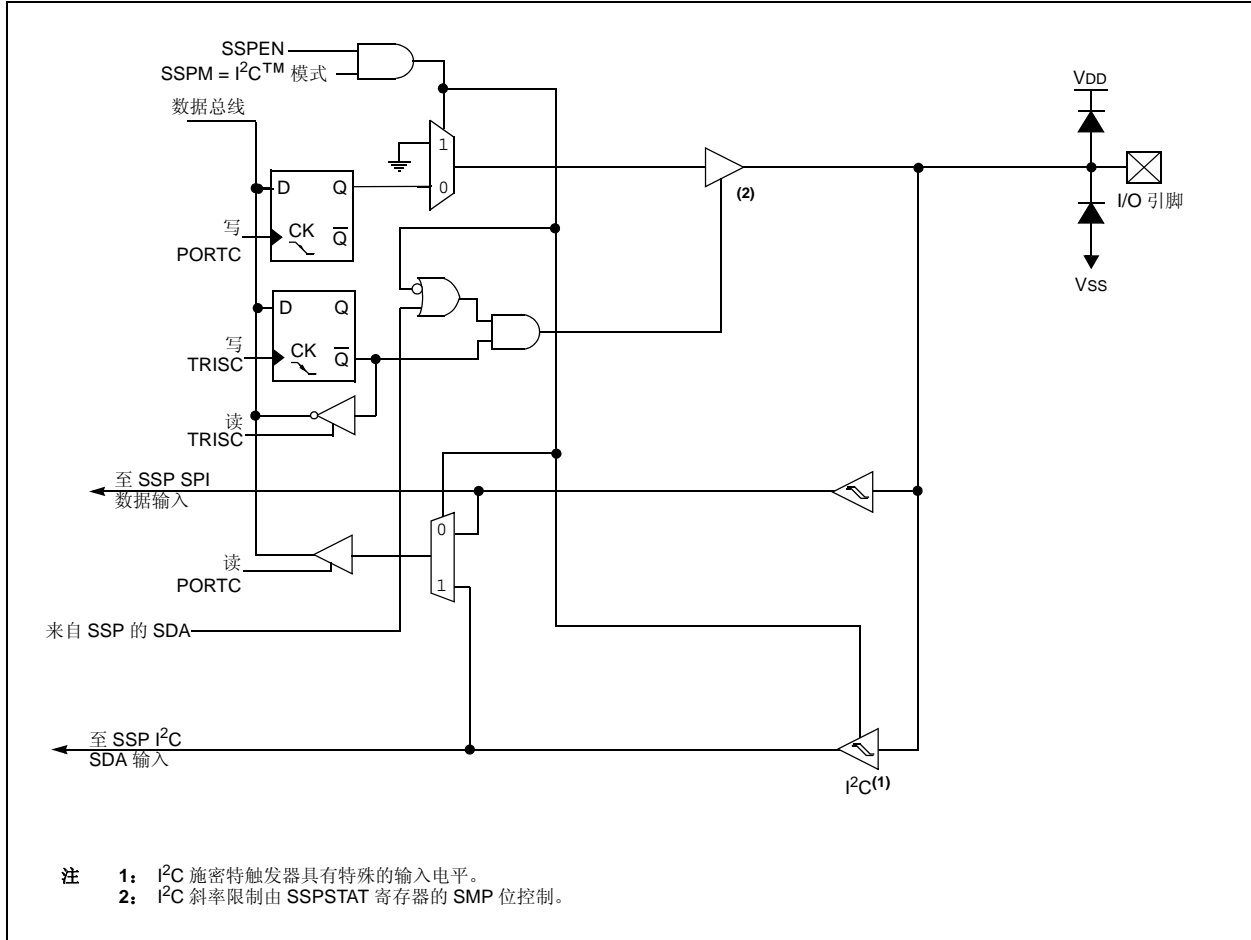 SSPEN
SSPM = I²C™ 模式
数据总线
VDD
1
0
D Q
(2)
I/O 引脚
写
PORTC
CK Q̅
VSS
D Q
写
TRISC
CK Q̅
读
TRISC
至 SSP SPI
数据输入
0
读
PORTC
1
来自 SSP 的 SDA
至 SSP I²C
SDA 输入
I²C(1)
注 1： I²C 施密特触发器具有特殊的输入电平。
2： I²C 斜率限制由 SSPSTAT 寄存器的 SMP 位控制。